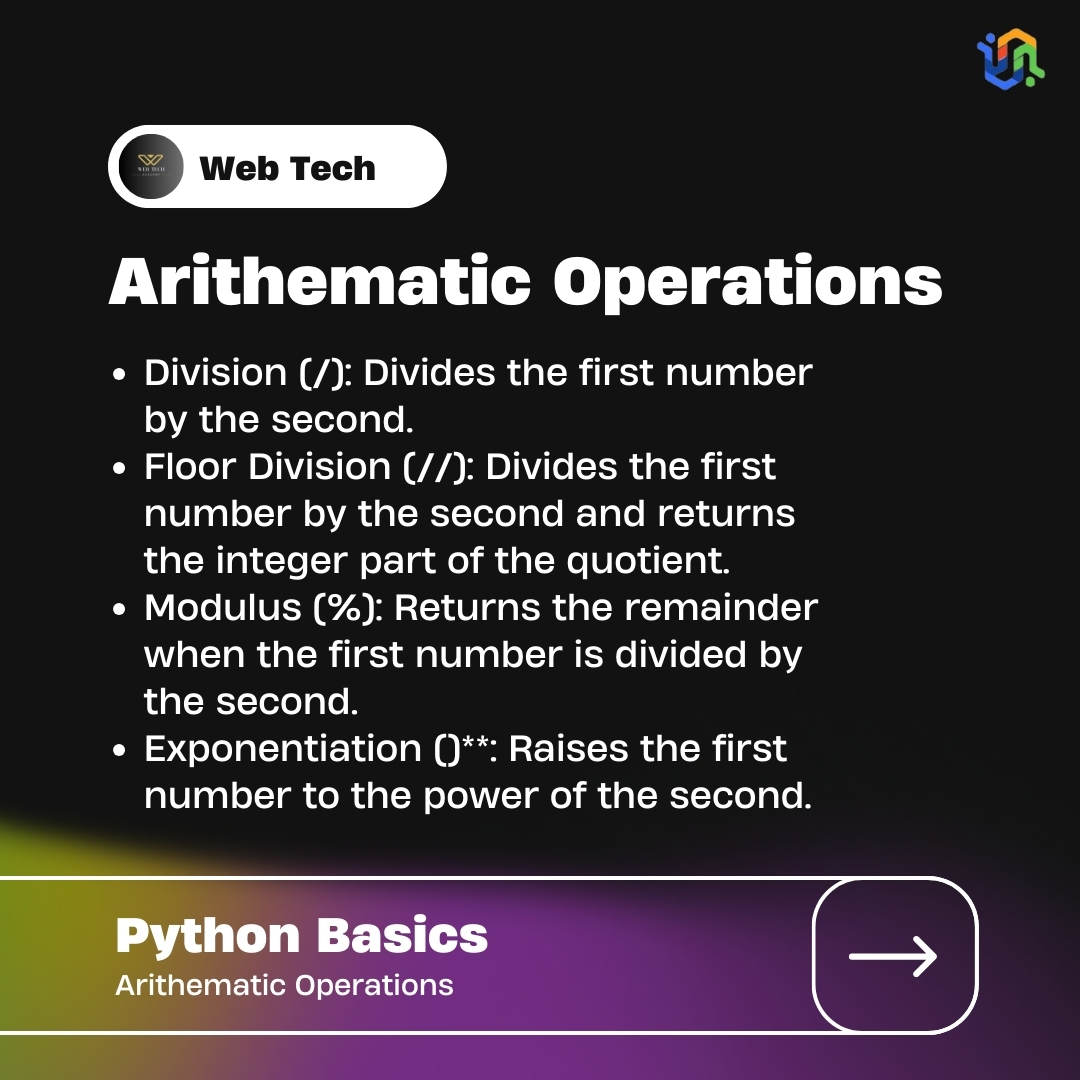 WEB TECH
Web Tech
Arithematic Operations
• Division (/): Divides the first number
by the second.
• Floor Division (//): Divides the first
number by the second and returns
the integer part of the quotient.
• Modulus (%): Returns the remainder
when the first number is divided by
the second.
• Exponentiation ()**: Raises the first
number to the power of the second.
Python Basics
Arithematic Operations